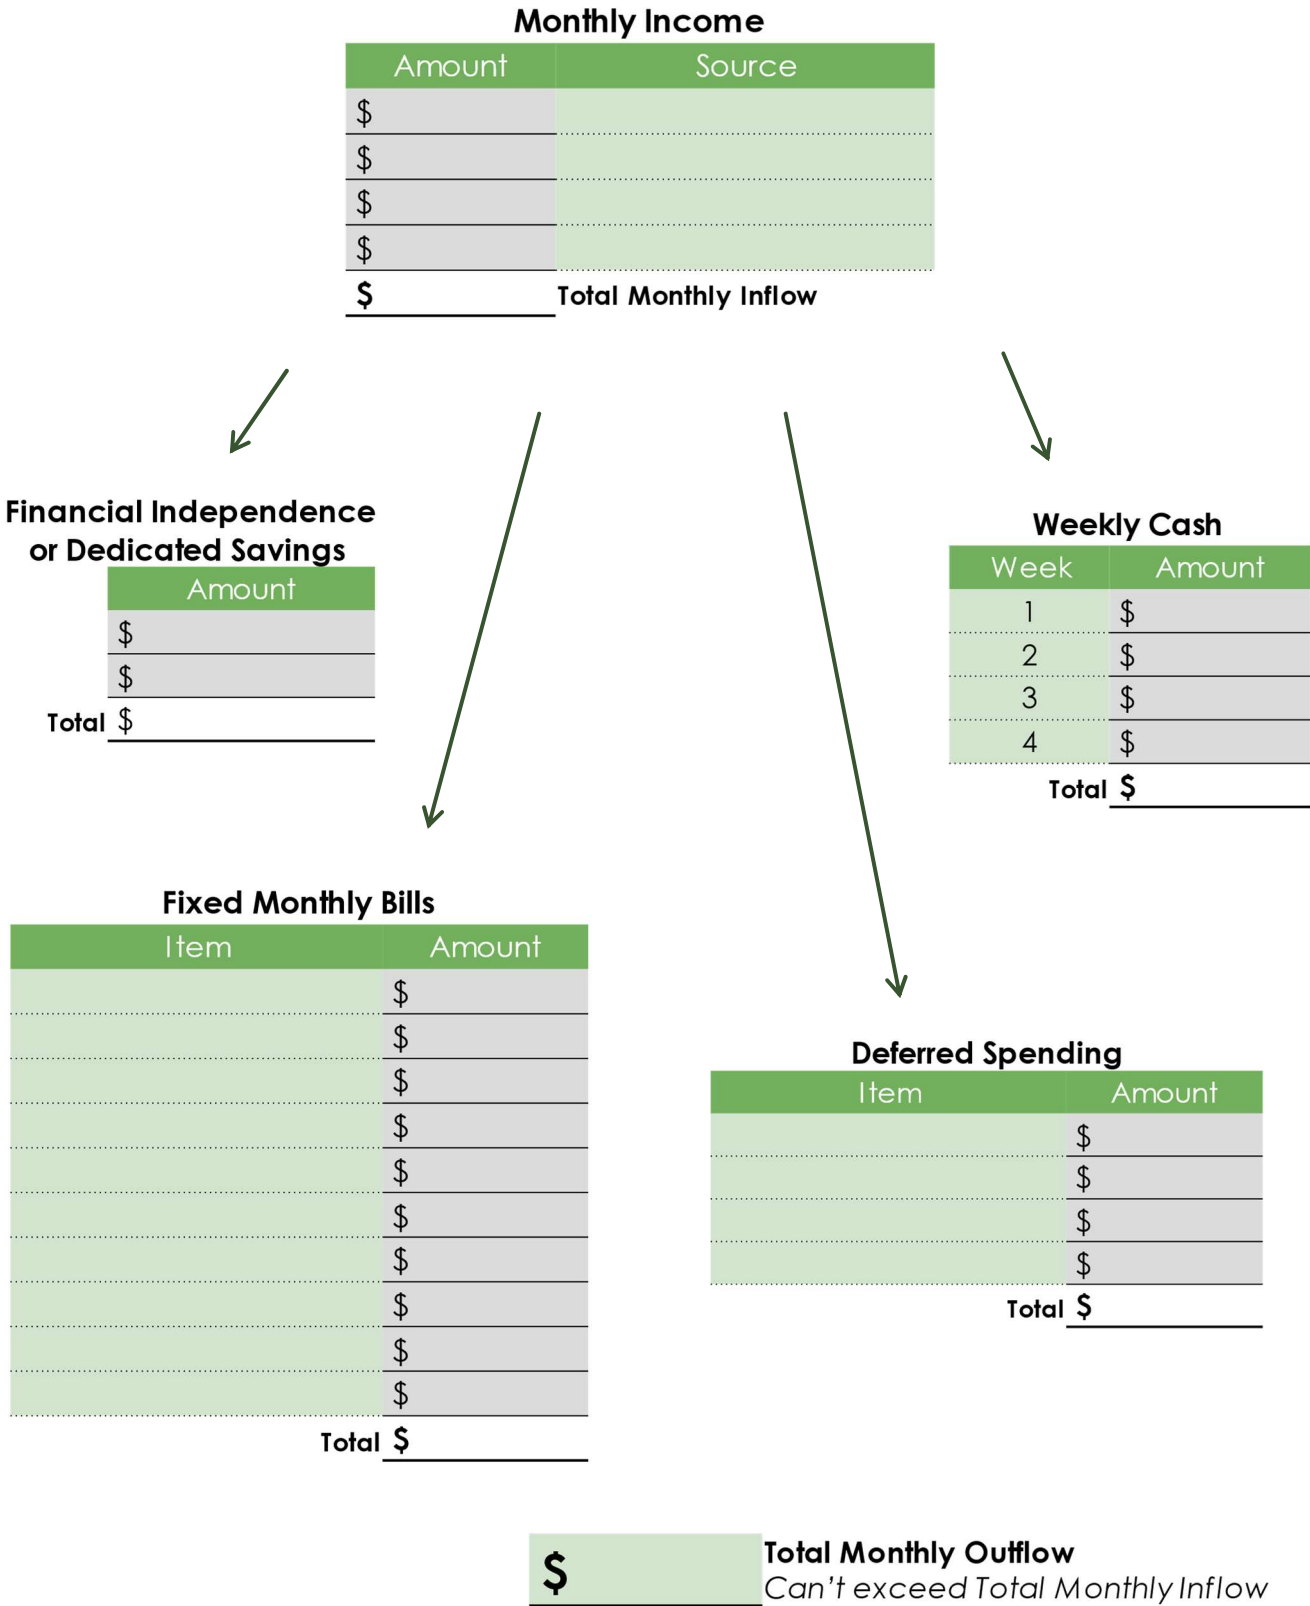 Monthly Income
Amount Source
$
$
$
$
$ Total Monthly Inflow
Financial Independence
or Dedicated Savings
Amount
$
$
Total $
Weekly Cash
Week Amount
1 $
2 $
3 $
4 $
Total $
Fixed Monthly Bills
Item Amount
$
$
$
$
$
$
$
$
$
$
Total $
Deferred Spending
Item Amount
$
$
$
$
Total $
$ Total Monthly Outflow
Can't exceed Total Monthly Inflow